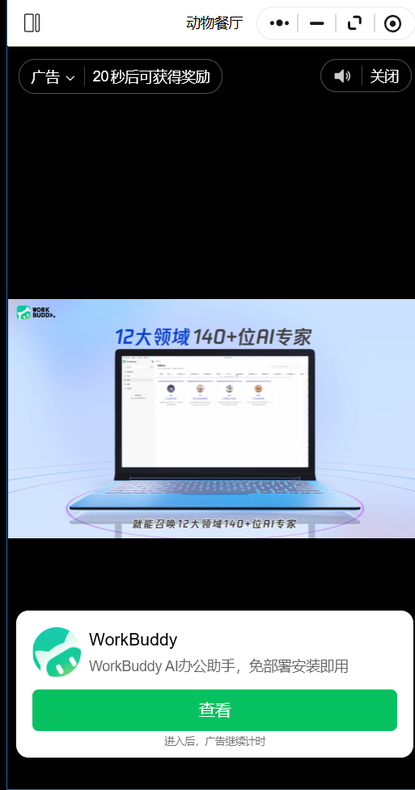 动物餐厅
广告
20秒后可获得奖励
关闭
WORK
BUDDY
12大领域 140+位AI专家
就能召唤12大领域140+位AI专家
WorkBuddy
WorkBuddy AI办公助手，免部署安装即用
查看
进入后，广告继续计时